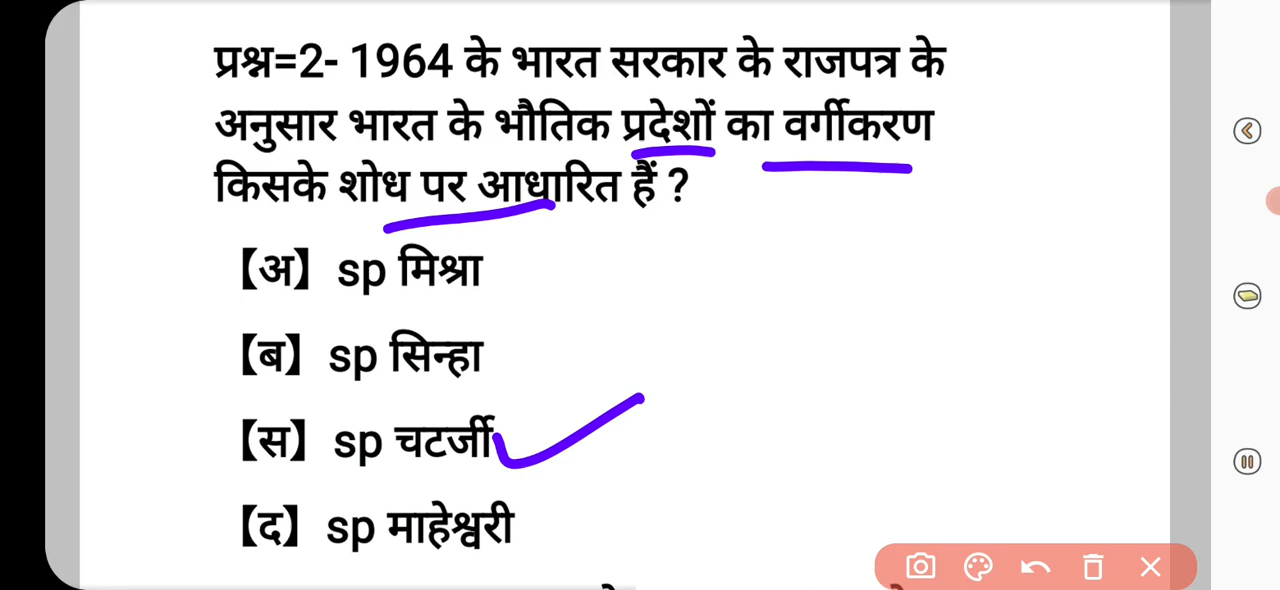 प्रश्न=2- 1964 के भारत सरकार के राजपत्र के
अनुसार भारत के भौतिक प्रदेशों का वर्गीकरण
किसके शोध पर आधारित हैं ?
【अ】 sp मिश्रा
【ब】 sp सिन्हा
【स】 sp चटर्जी
【द】 sp माहेश्वरी